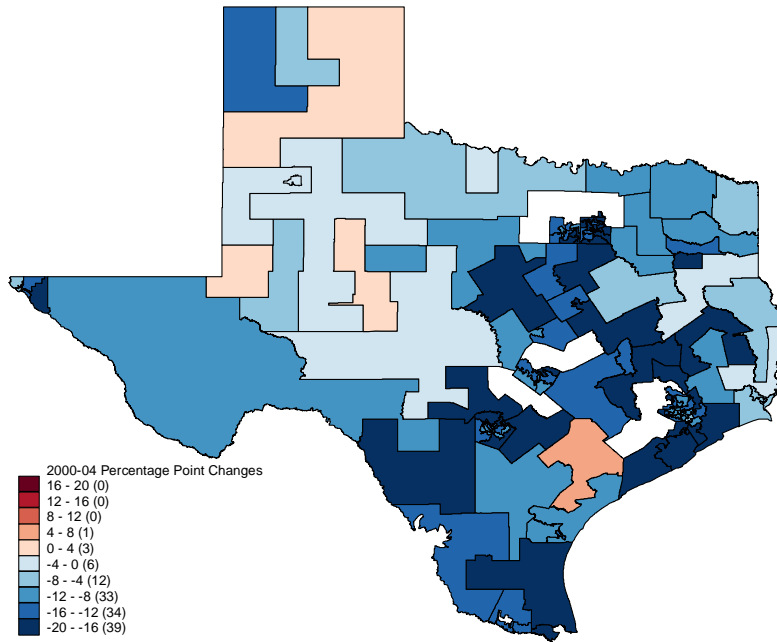 2000-04 Percentage Point Changes
16 - 20 (0)
12 - 16 (0)
8 - 12 (0)
4 - 8 (1)
0 - 4 (3)
-4 - 0 (6)
-8 - -4 (12)
-12 - -8 (33)
-16 - -12 (34)
-20 - -16 (39)